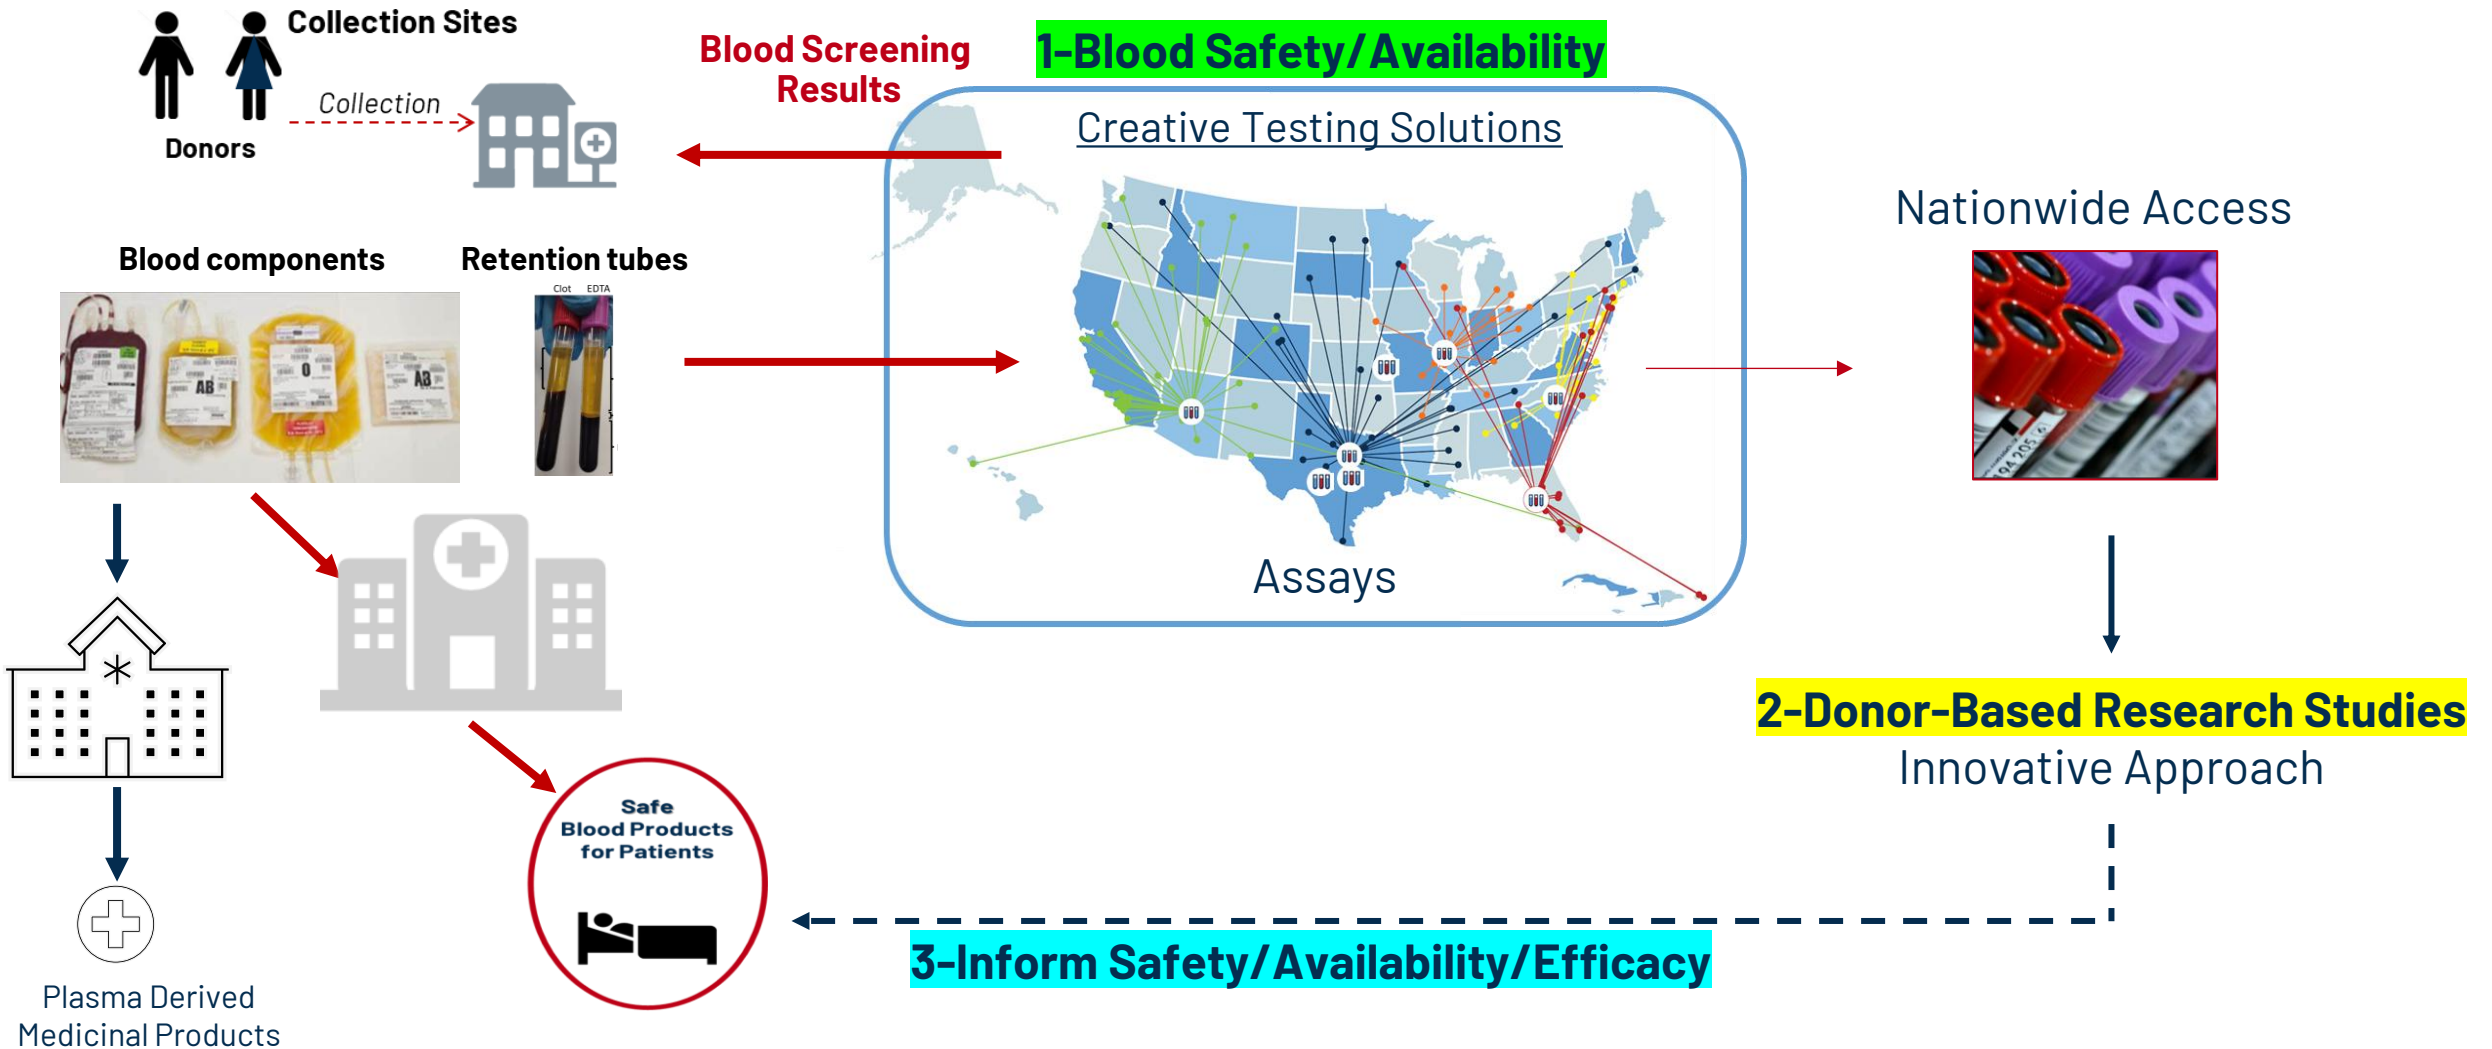 Collection Sites
Collection
Donors
Blood Screening
Results
1-Blood Safety/Availability
Creative Testing Solutions
Nationwide Access
Blood components
Retention tubes
Clot EDTA
AB
O
AB
Assays
2-Donor-Based Research Studies
Innovative Approach
Safe
Blood Products
for Patients
3-Inform Safety/Availability/Efficacy
Plasma Derived
Medicinal Products